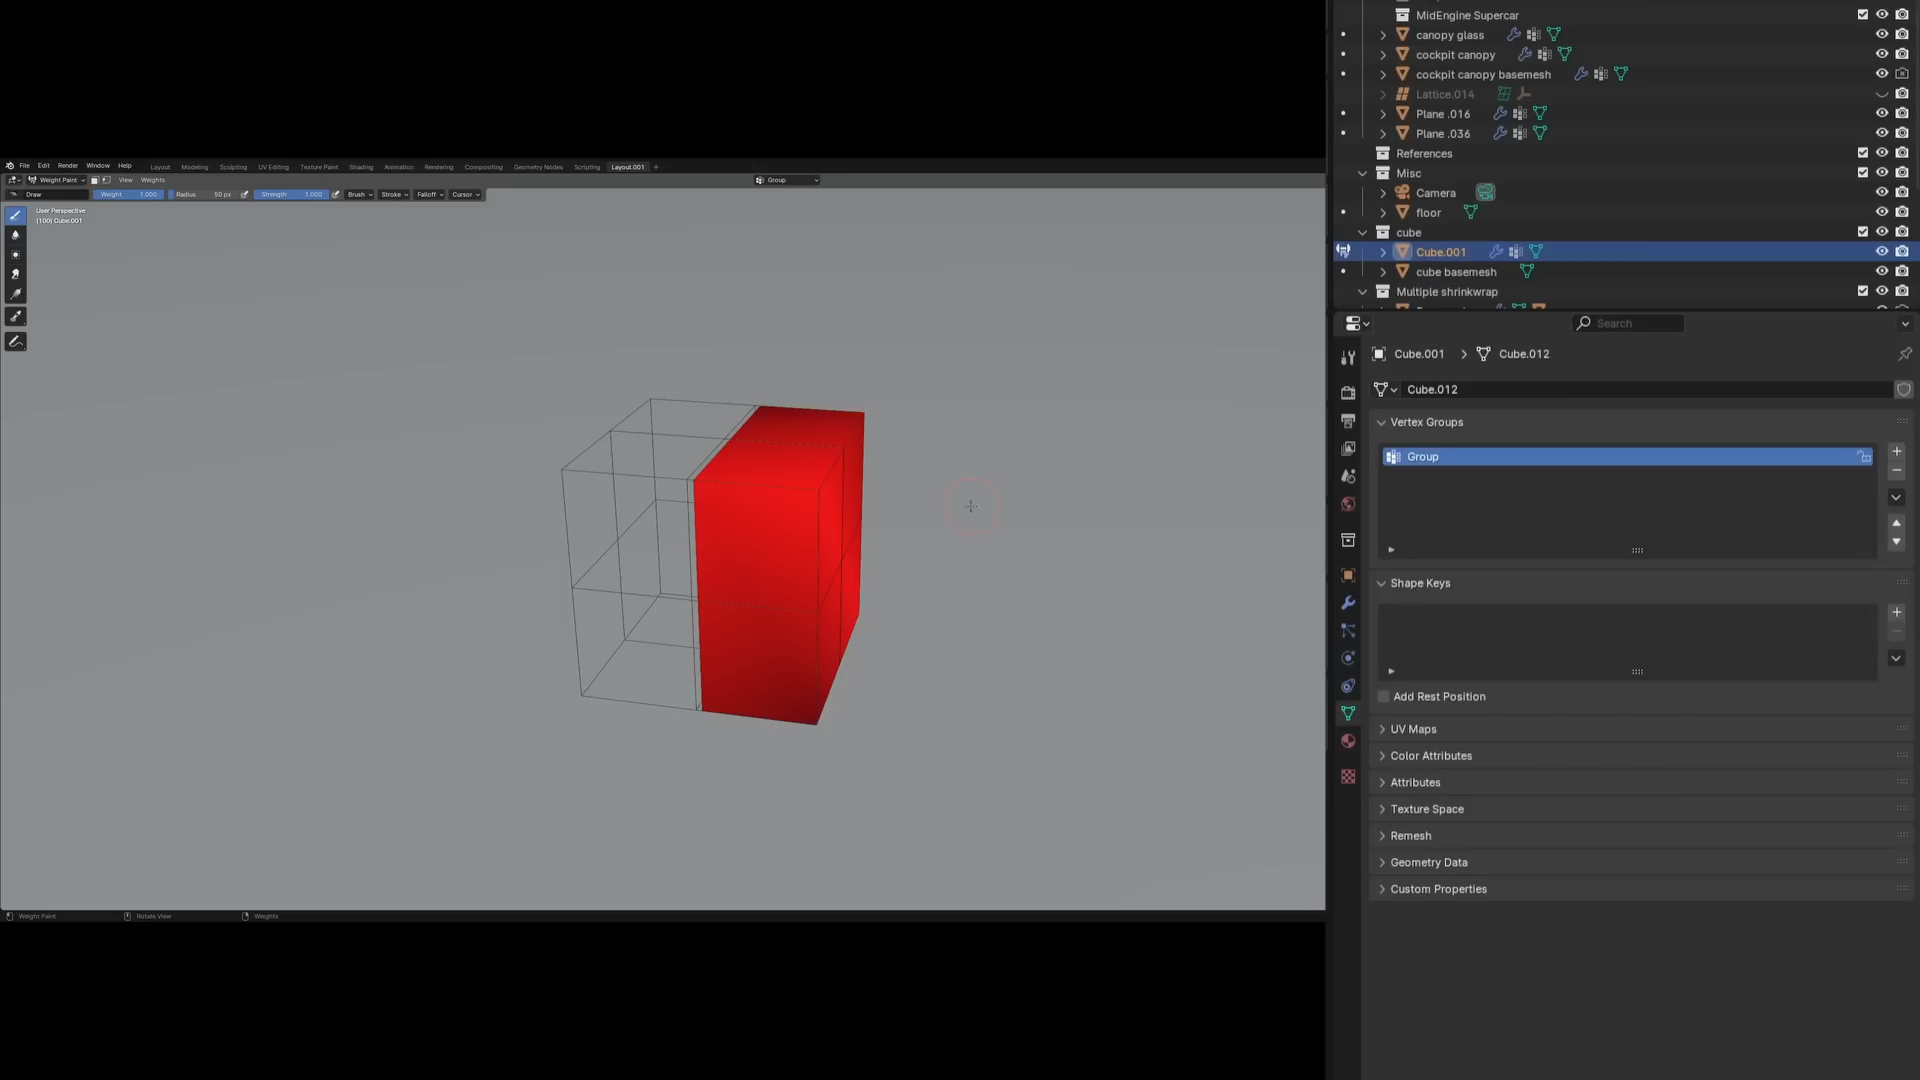 MidEngine Supercar
canopy glass
cockpit canopy
cockpit canopy basemesh
Lattice.014
Plane .016
Plane .036
References
Misc
Camera
floor
cube
Cube.001
cube basemesh
Multiple shrinkwrap
File Edit Render Window Help Layout Modeling Sculpting UV Editing Texture Paint Shading Animation Rendering Compositing Geometry Nodes Scripting Layout.001 +
Weight Paint View Weights Group
Draw Weight 1.000 Radius 50 px Strength 1.000 Brush Stroke Falloff Cursor
User Perspective
(100) Cube.001
Search
Cube.001 > Cube.012
Cube.012
Vertex Groups
Group
Shape Keys
Add Rest Position
UV Maps
Color Attributes
Attributes
Texture Space
Remesh
Geometry Data
Custom Properties
Weight Paint Rotate View Weights